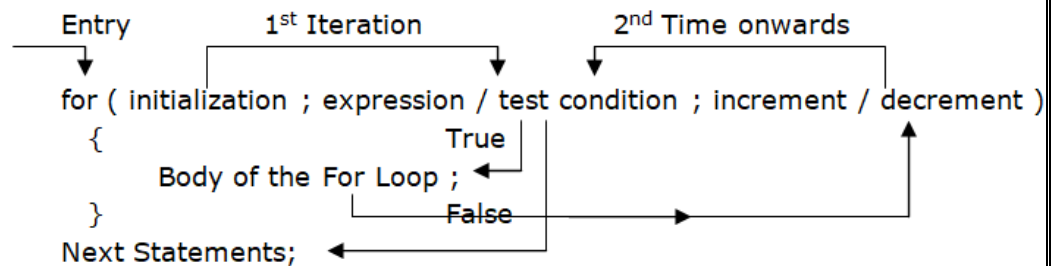 Entry 1st Iteration 2nd Time onwards
for ( initialization ; expression / test condition ; increment / decrement )
{ True
Body of the For Loop ;
} False
Next Statements;